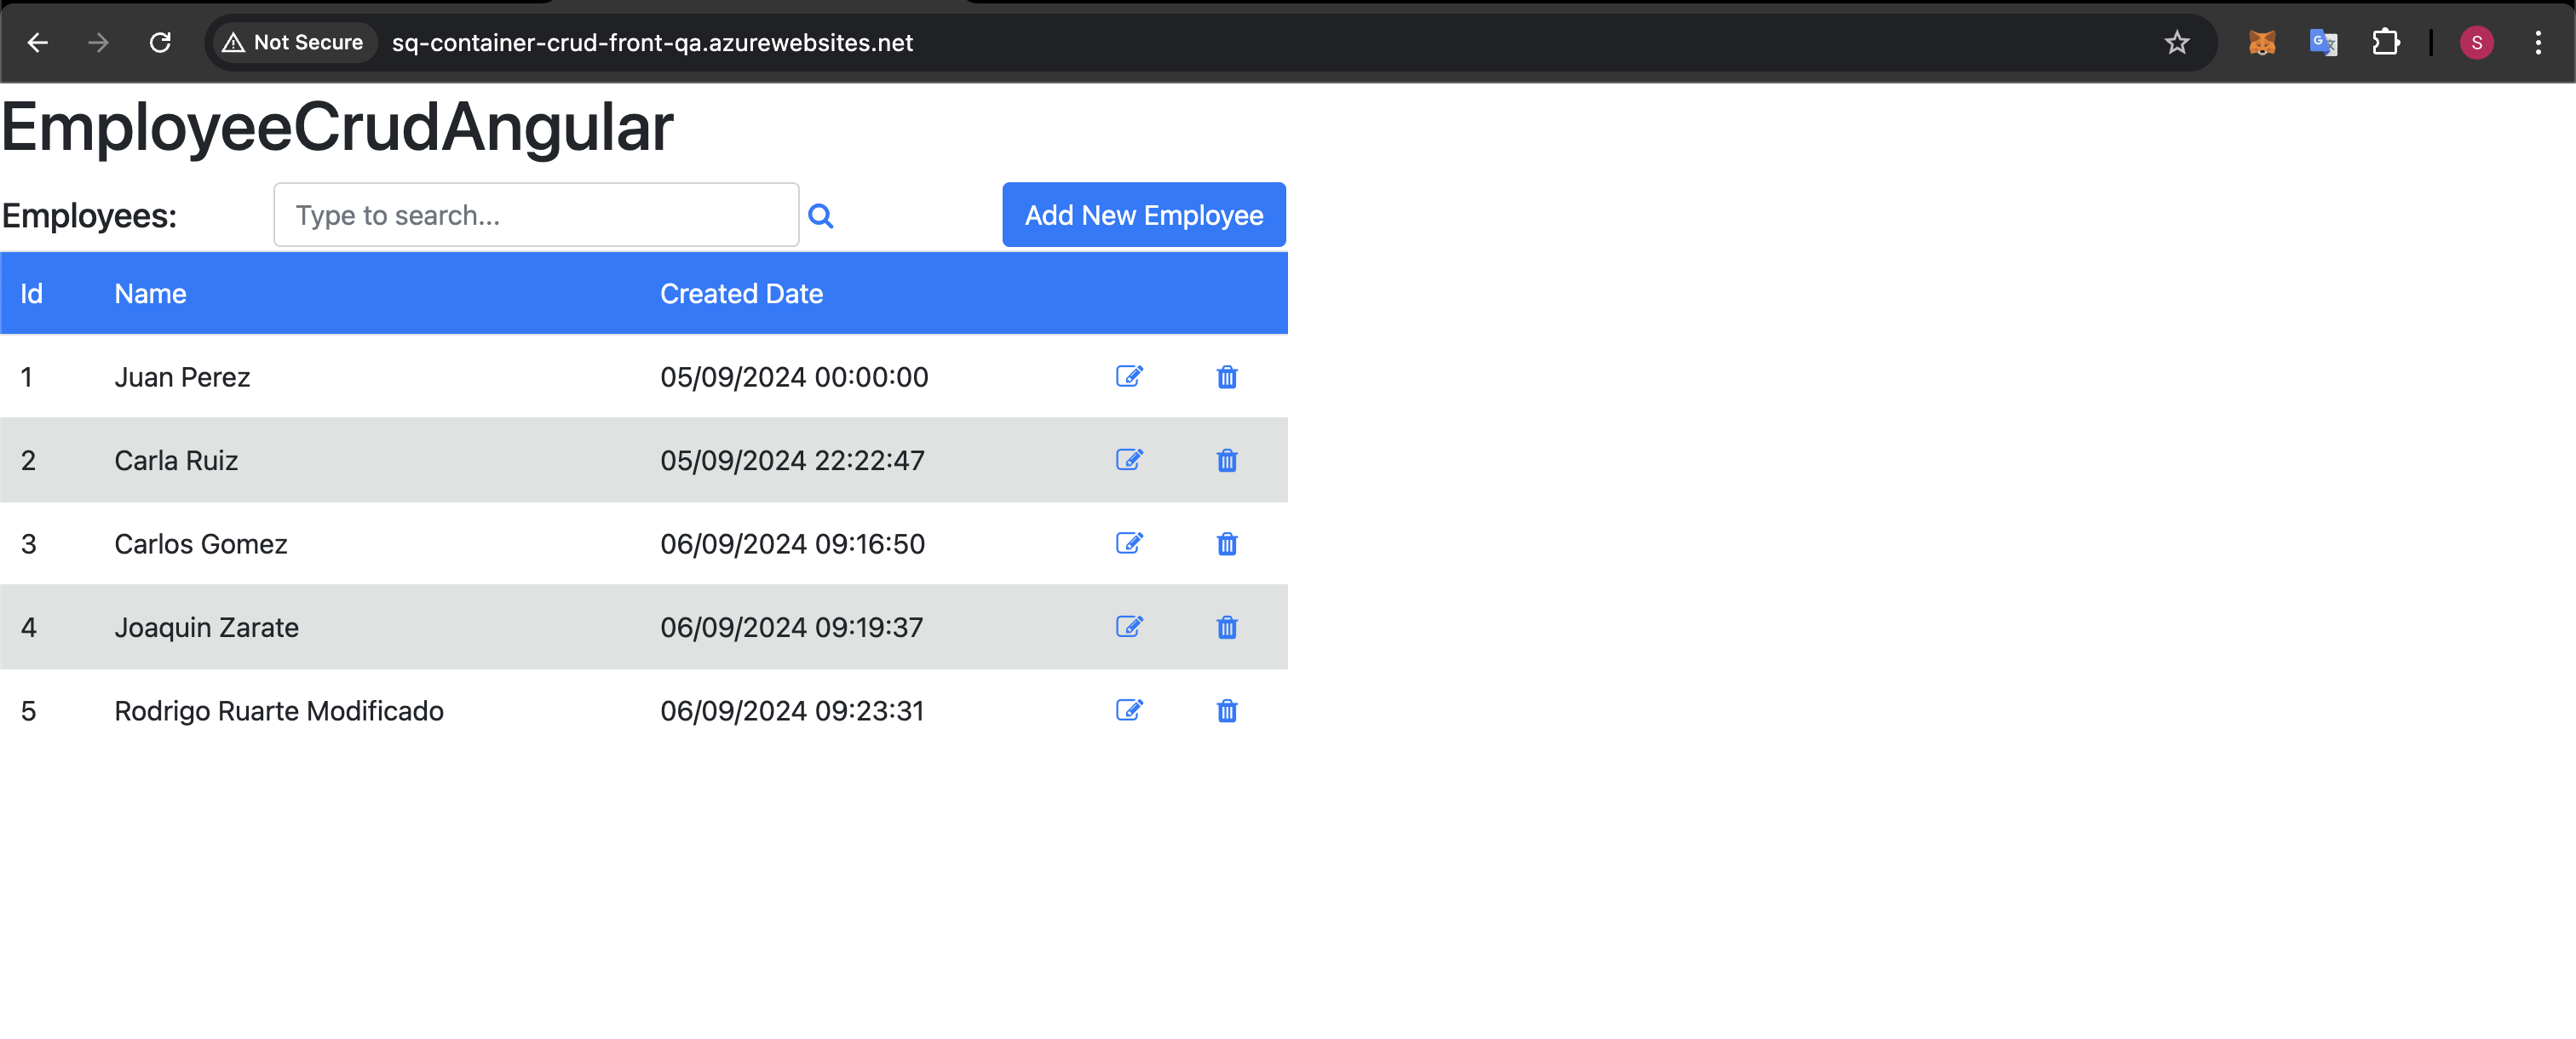 Not Secure sq-container-crud-front-qa.azurewebsites.net S
EmployeeCrudAngular
Employees: Type to search... Add New Employee
Id Name Created Date
1 Juan Perez 05/09/2024 00:00:00
2 Carla Ruiz 05/09/2024 22:22:47
3 Carlos Gomez 06/09/2024 09:16:50
4 Joaquin Zarate 06/09/2024 09:19:37
5 Rodrigo Ruarte Modificado 06/09/2024 09:23:31